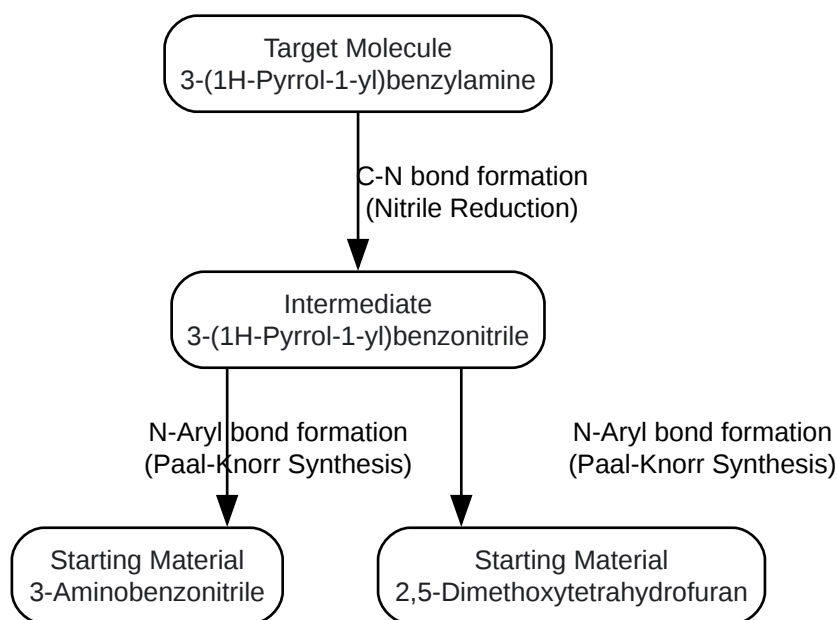 Target Molecule
3-(1H-Pyrrol-1-yl)benzylamine
C-N bond formation
(Nitrile Reduction)
Intermediate
3-(1H-Pyrrol-1-yl)benzonitrile
N-Aryl bond formation
(Paal-Knorr Synthesis)
N-Aryl bond formation
(Paal-Knorr Synthesis)
Starting Material
3-Aminobenzonitrile
Starting Material
2,5-Dimethoxytetrahydrofuran